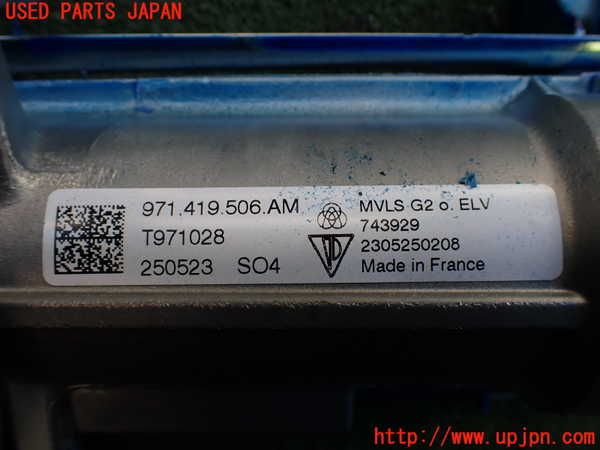 USED PARTS JAPAN
971.419.506.AM
T971028
250523 SO4
MVLS G2 o. ELV
743929
2305250208
Made in France
http://www.upjpn.com/